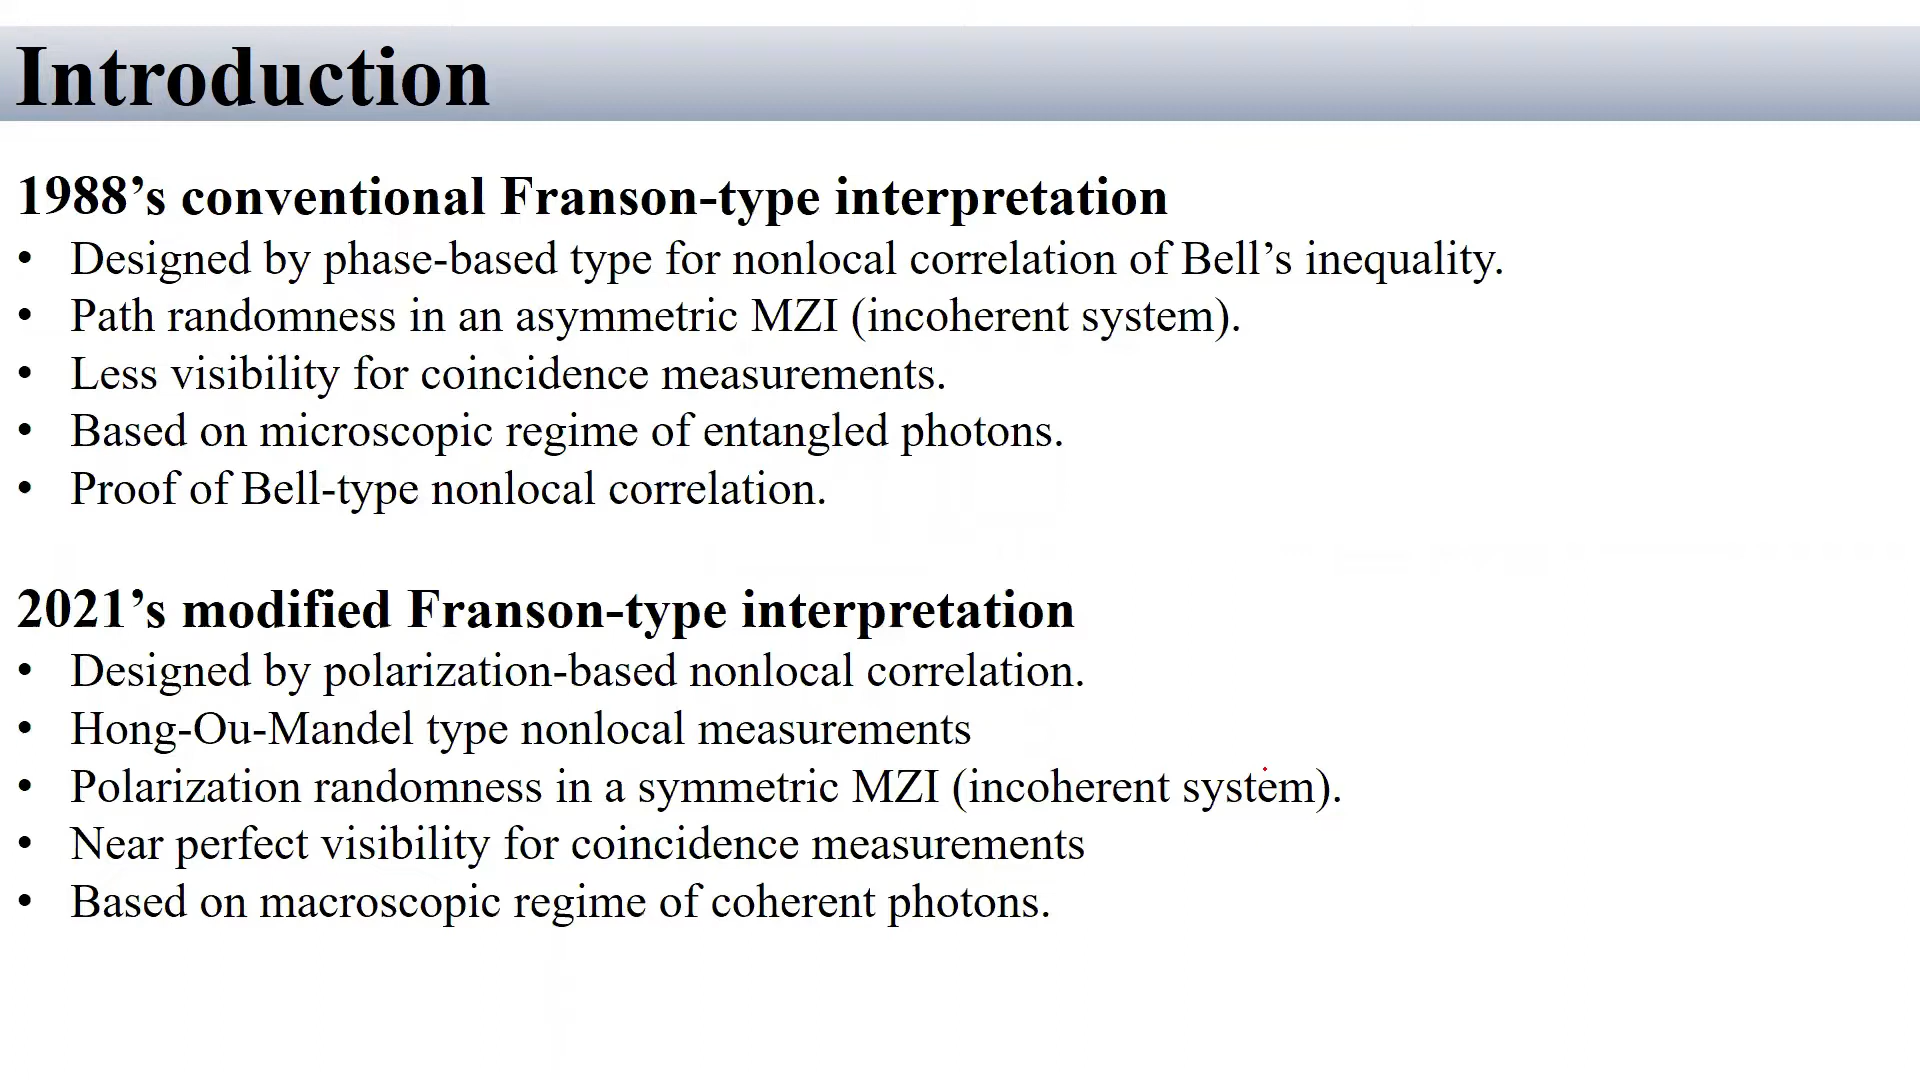 Introduction
1988’s conventional Franson-type interpretation
• Designed by phase-based type for nonlocal correlation of Bell’s inequality.
• Path randomness in an asymmetric MZI (incoherent system).
• Less visibility for coincidence measurements.
• Based on microscopic regime of entangled photons.
• Proof of Bell-type nonlocal correlation.
2021’s modified Franson-type interpretation
• Designed by polarization-based nonlocal correlation.
• Hong-Ou-Mandel type nonlocal measurements
• Polarization randomness in a symmetric MZI (incoherent system).
• Near perfect visibility for coincidence measurements
• Based on macroscopic regime of coherent photons.